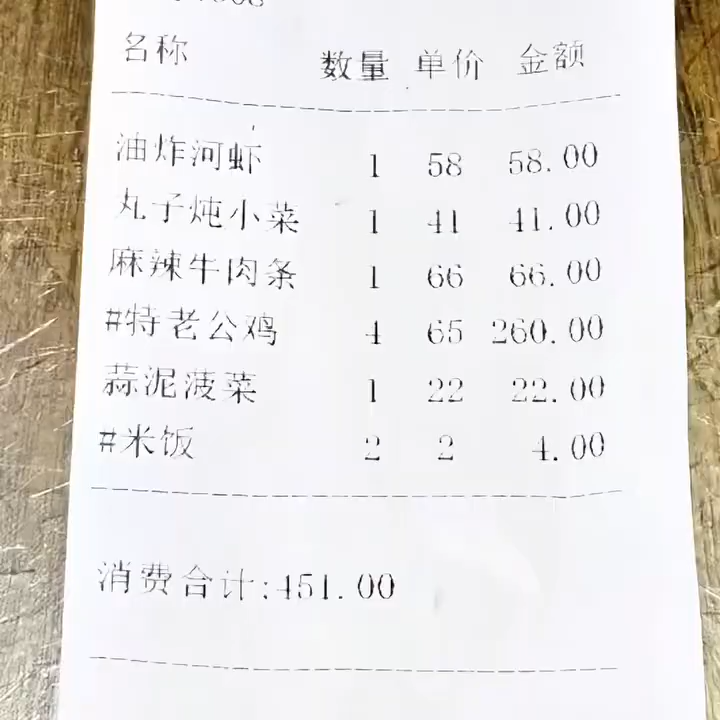 名称 数量 单价 金额
油炸河虾 1 58 58.00
丸子炖小菜 1 41 41.00
麻辣牛肉条 1 66 66.00
#特老公鸡 4 65 260.00
蒜泥菠菜 1 22 22.00
#米饭 2 2 4.00
消费合计:451.00